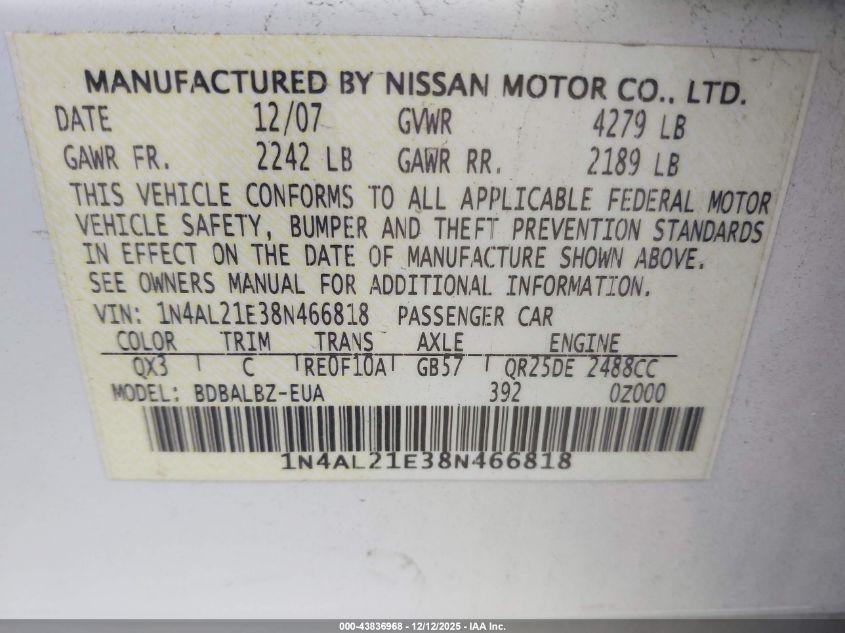 MANUFACTURED BY NISSAN MOTOR CO., LTD.
DATE 12/07 GVWR 4279 LB
GAWR FR. 2242 LB GAWR RR. 2189 LB
THIS VEHICLE CONFORMS TO ALL APPLICABLE FEDERAL MOTOR
VEHICLE SAFETY, BUMPER AND THEFT PREVENTION STANDARDS
IN EFFECT ON THE DATE OF MANUFACTURE SHOWN ABOVE.
SEE OWNERS MANUAL FOR ADDITIONAL INFORMATION.
VIN: 1N4AL21E38N466818 PASSENGER CAR
COLOR TRIM TRANS AXLE ENGINE
QX3 C RE0F10A GB57 QR25DE 2488CC
MODEL: BDBALBZ-EUA 392 0Z000
1N4AL21E38N466818
000-43836968 - 12/12/2025 - IAA Inc.